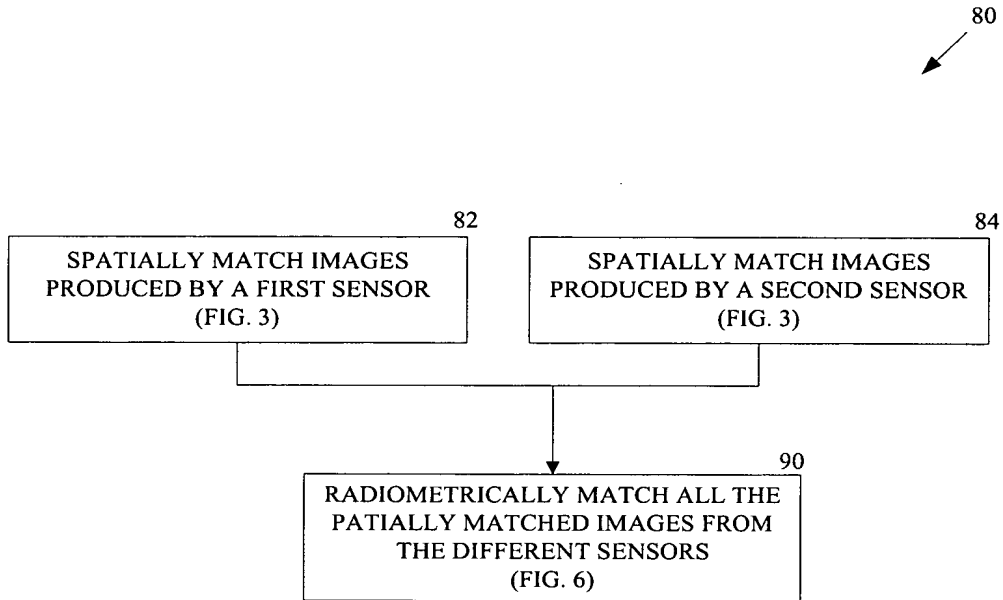 80
82
SPATIALLY MATCH IMAGES
PRODUCED BY A FIRST SENSOR
(FIG. 3)
84
SPATIALLY MATCH IMAGES
PRODUCED BY A SECOND SENSOR
(FIG. 3)
90
RADIOMETRICALLY MATCH ALL THE
PATIALLY MATCHED IMAGES FROM
THE DIFFERENT SENSORS
(FIG. 6)